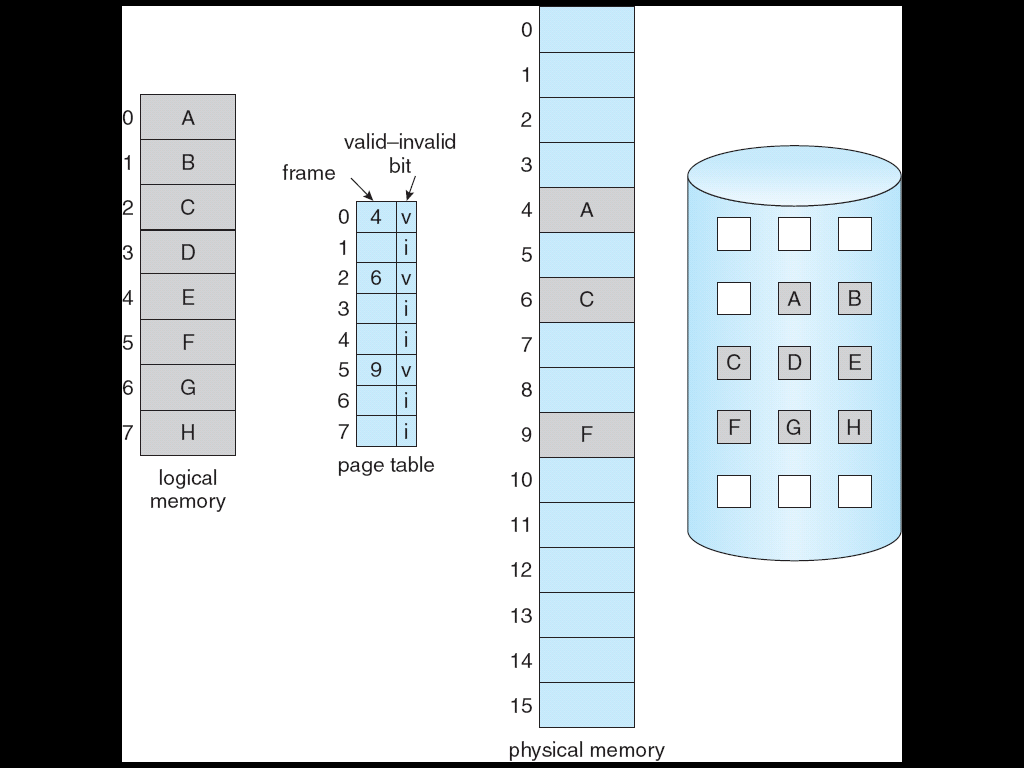 0 A
1 B
2 C
3 D
4 E
5 F
6 G
7 H
logical
memory
valid–invalid
bit
frame
0 4 v
1 i
2 6 v
3 i
4 i
5 9 v
6 i
7 i
page table
0
1
2
3
4 A
5
6 C
7
8
9 F
10
11
12
13
14
15
physical memory
A B
C D E
F G H